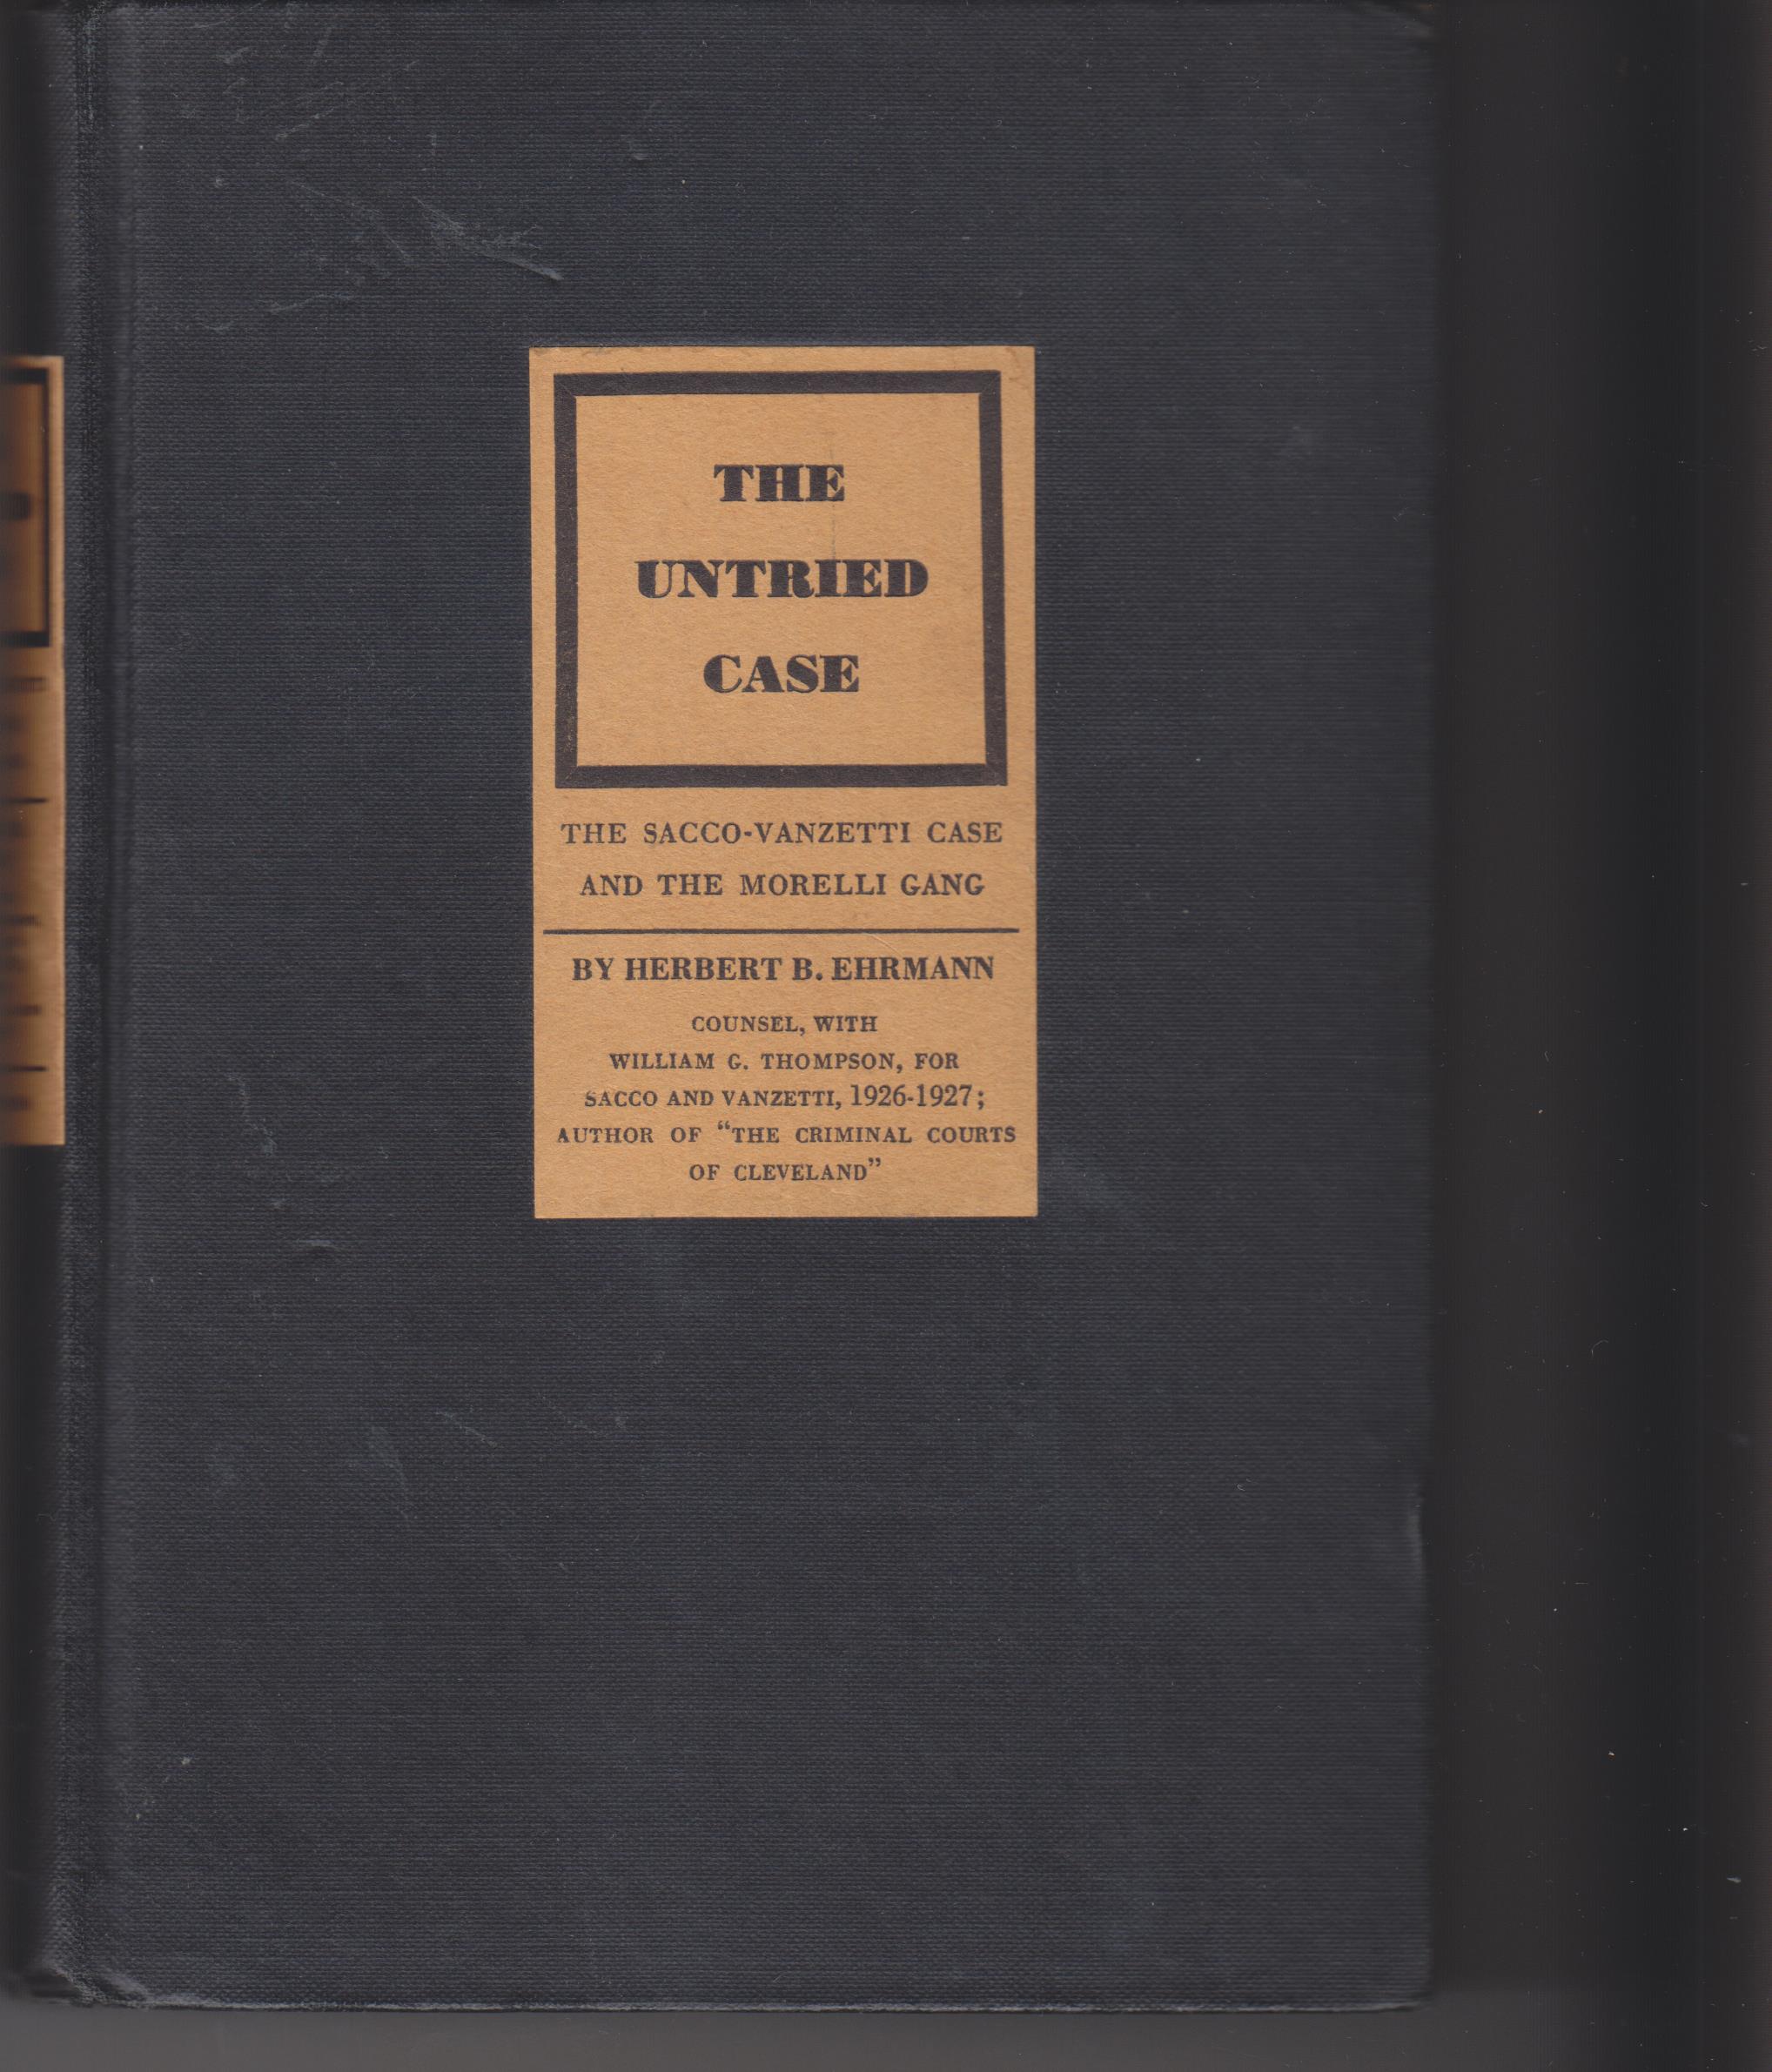 THE
UNTRIED
CASE
THE SACCO-VANZETTI CASE
AND THE MORELLI GANG
BY HERBERT B. EHRMANN
COUNSEL, WITH
WILLIAM G. THOMPSON, FOR
SACCO AND VANZETTI, 1926-1927;
AUTHOR OF “THE CRIMINAL COURTS
OF CLEVELAND”